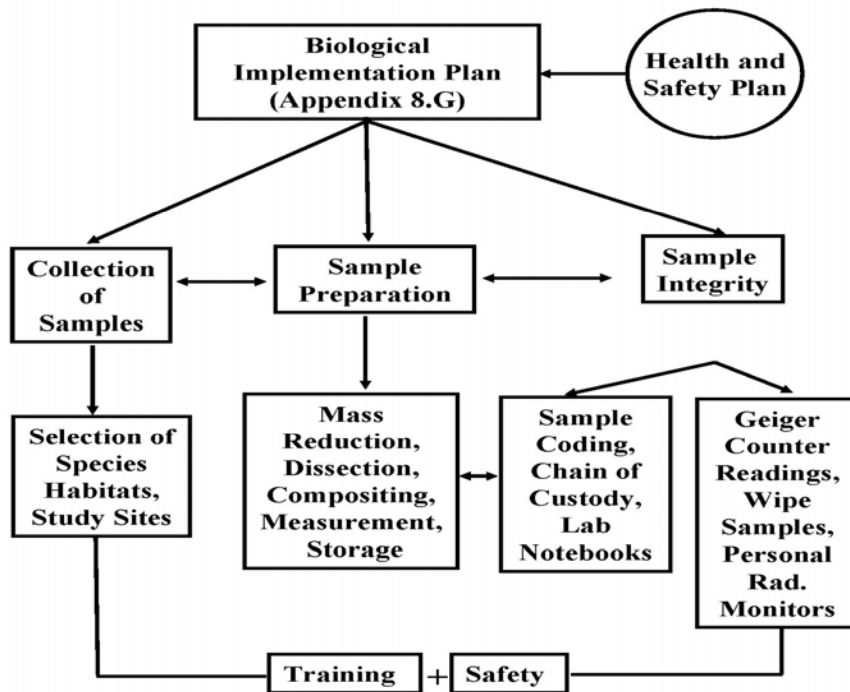 Biological
Implementation Plan
(Appendix 8.G)
Health and
Safety Plan
Collection
of
Samples
Sample
Preparation
Sample
Integrity
Selection of
Species
Habitats,
Study Sites
Mass
Reduction,
Dissection,
Compositing,
Measurement,
Storage
Sample
Coding,
Chain of
Custody,
Lab
Notebooks
Geiger
Counter
Readings,
Wipe
Samples,
Personal
Rad.
Monitors
Training + Safety